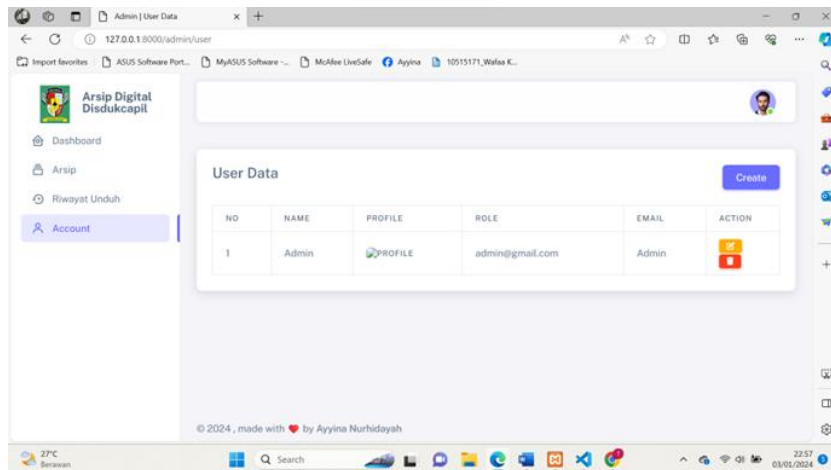 Admin | User Data
127.0.0.1:8000/admin/user
Import favorites
ASUS Software Port...
MyASUS Software -...
McAfee LiveSafe
Ayyina
10515171_Wafaa K...
Arsip Digital
Disdukcapil
Dashboard
Arsip
Riwayat Unduh
Account
User Data
Create
NO NAME PROFILE ROLE EMAIL ACTION
1 Admin PROFILE admin@gmail.com Admin
© 2024 , made with ❤ by Ayyina Nurhidayah
27°C
Berawan
Search
22:57
03/01/2024